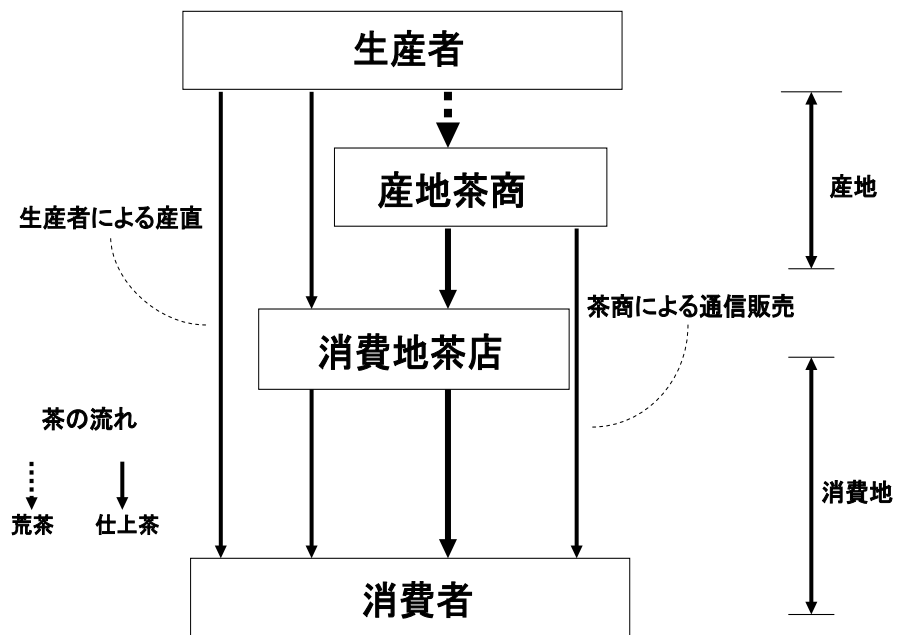 生産者
産地茶商
産地
生産者による産直
茶商による通信販売
消費地茶店
茶の流れ
消費地
荒茶
仕上茶
消費者